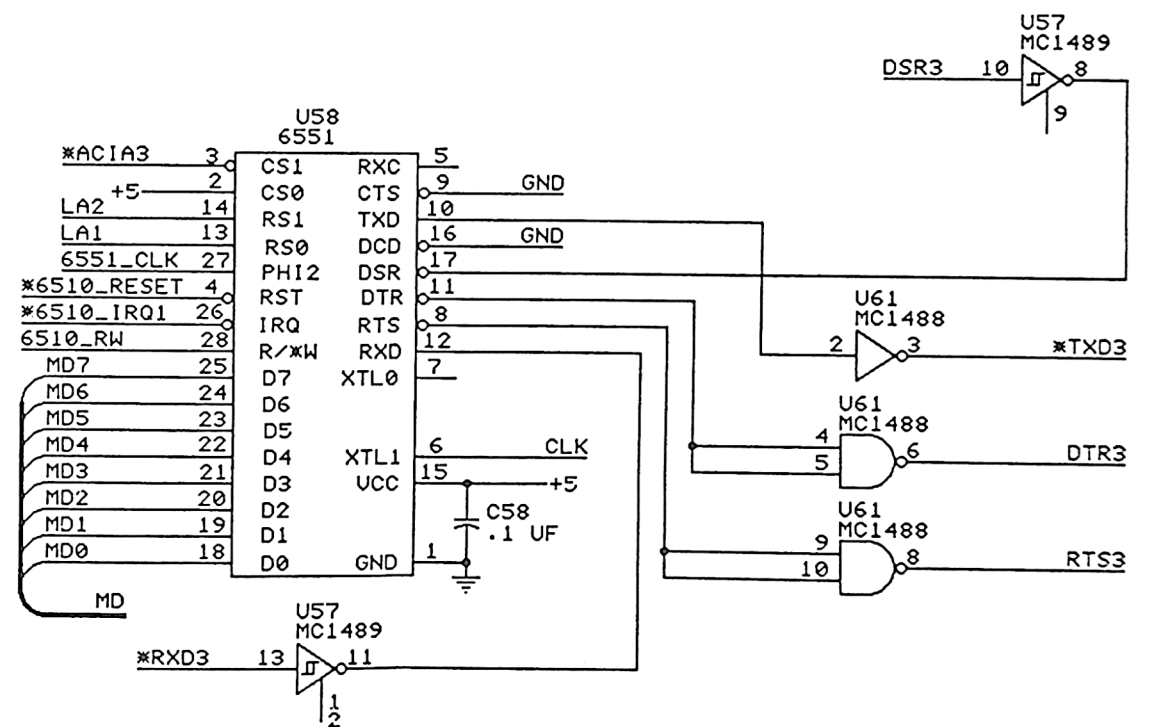 U57
MC1489
DSR3 10 8
9
U58
6551
*ACIA3 3 CS1 RXC 5
+5 2 CS0 CTS 9 GND
LA2 14 RS1 TXD 10
LA1 13 RS0 DCD 16 GND
6551_CLK 27 PHI2 DSR 17
*6510_RESET 4 RST DTR 11
*6510_IRQ1 26 IRQ RTS 8
6510_RW 28 R/*W RXD 12
MD7 25 D7 XTL0 7
MD6 24 D6
MD5 23 D5
MD4 22 D4 XTL1 6 CLK
MD3 21 D3 VCC 15 +5
MD2 20 D2
MD1 19 D1
MD0 18 D0 GND 1
MD
C58
.1 UF
U61
MC1488
2 3 *TXD3
U61
MC1488
4 6 DTR3
5
U61
MC1488
9 8 RTS3
10
U57
MC1489
*RXD3 13 11
1
2